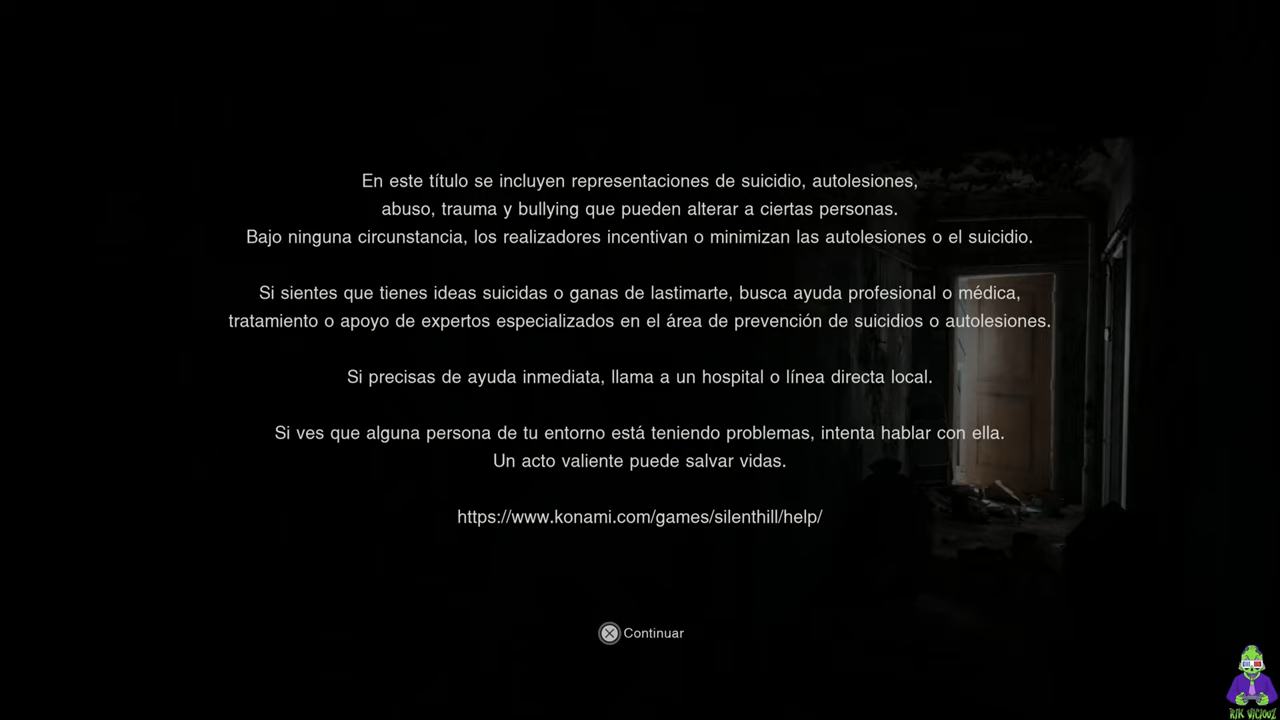 En este título se incluyen representaciones de suicidio, autolesiones,
abuso, trauma y bullying que pueden alterar a ciertas personas.
Bajo ninguna circunstancia, los realizadores incentivan o minimizan las autolesiones o el suicidio.
Si sientes que tienes ideas suicidas o ganas de lastimarte, busca ayuda profesional o médica,
tratamiento o apoyo de expertos especializados en el área de prevención de suicidios o autolesiones.
Si precisas de ayuda inmediata, llama a un hospital o línea directa local.
Si ves que alguna persona de tu entorno está teniendo problemas, intenta hablar con ella.
Un acto valiente puede salvar vidas.
https://www.konami.com/games/silenthill/help/
Continuar
RIK VICIOUZ